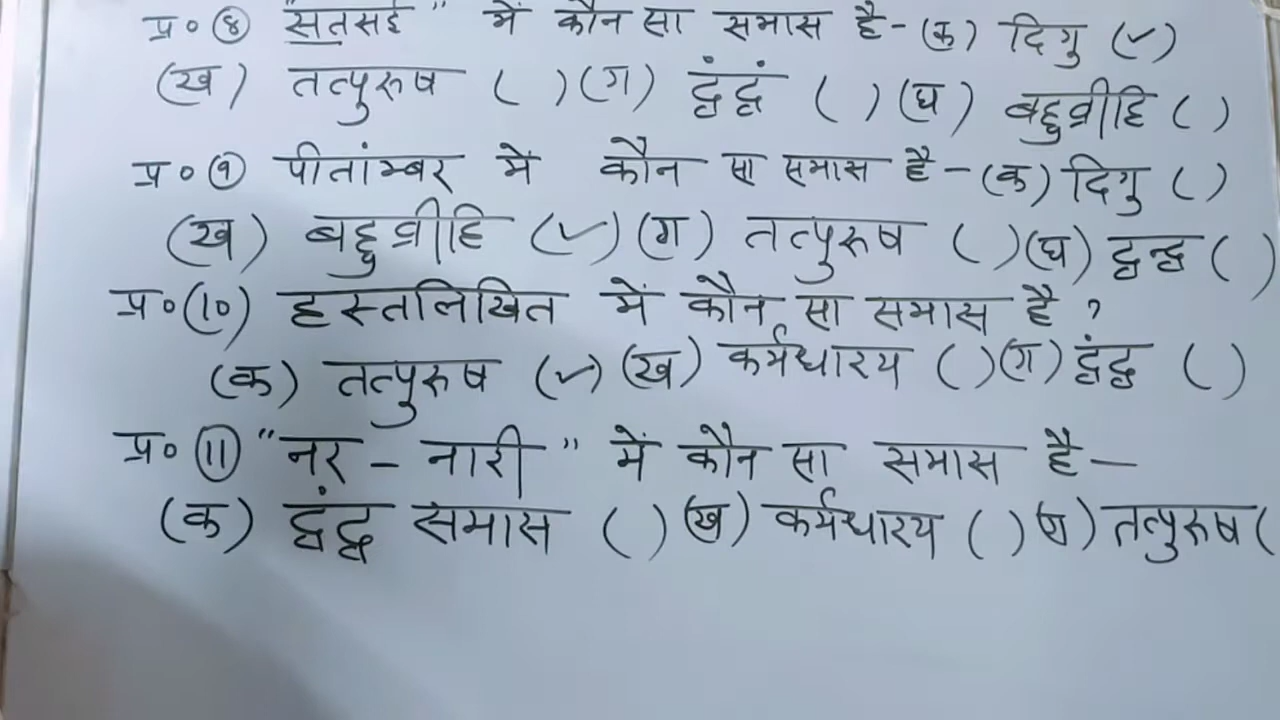 प्र० ⑧ "सतसई" में कौन सा समास है- (क) दिगु (✓)
(ख) तत्पुरूष ( ) (ग) द्वंद्वं ( ) (घ) बहुव्रीहि ( )
प्र० ⑨ पीतांम्बर में कौन सा समास है - (क) दिगु ( )
(ख) बहुव्रीहि (✓) (ग) तत्पुरूष ( ) (घ) द्वन्द्व ( )
प्र० (10) हस्तलिखित में कौन सा समास है ?
(क) तत्पुरूष (✓) (ख) कर्मधारय ( ) (ग) द्वंद्व ( )
प्र० ⑪ "नर - नारी" में कौन सा समास है —
(क) द्वंद्व समास ( ) (ख) कर्मधारय ( ) (ग) तत्पुरूष (